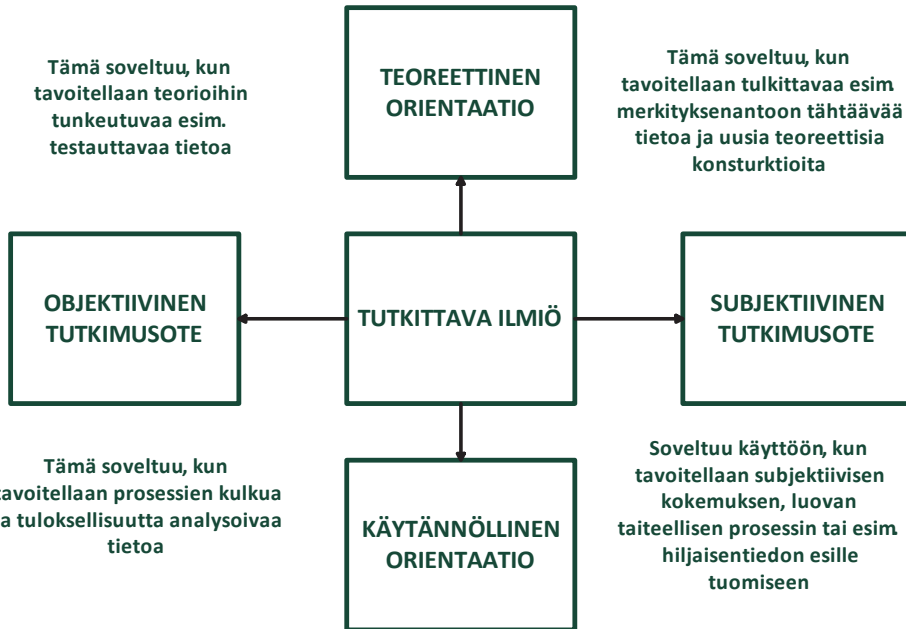 Tämä soveltuu, kun
tavoitellaan teorioihin
tunkeutuvaa esim.
testauttavaa tietoa
TEOREETTINEN
ORIENTAATIO
Tämä soveltuu, kun
tavoitellaan tulkittavaa esim.
merkityksenantoon tähtäävää
tietoa ja uusia teoreettisia
konsturktioita
OBJEKTIIVINEN
TUTKIMUSOTE
TUTKITTAVA ILMIÖ
SUBJEKTIIVINEN
TUTKIMUSOTE
Tämä soveltuu, kun
tavoitellaan prosessien kulkua
a tuloksellisuutta analysoivaa
tietoa
KÄYTÄNNÖLLINEN
ORIENTAATIO
Soveltuu käyttöön, kun
tavoitellaan subjektiivisen
kokemuksen, luovan
taiteellisen prosessin tai esim.
hiljaisentiedon esille
tuomiseen